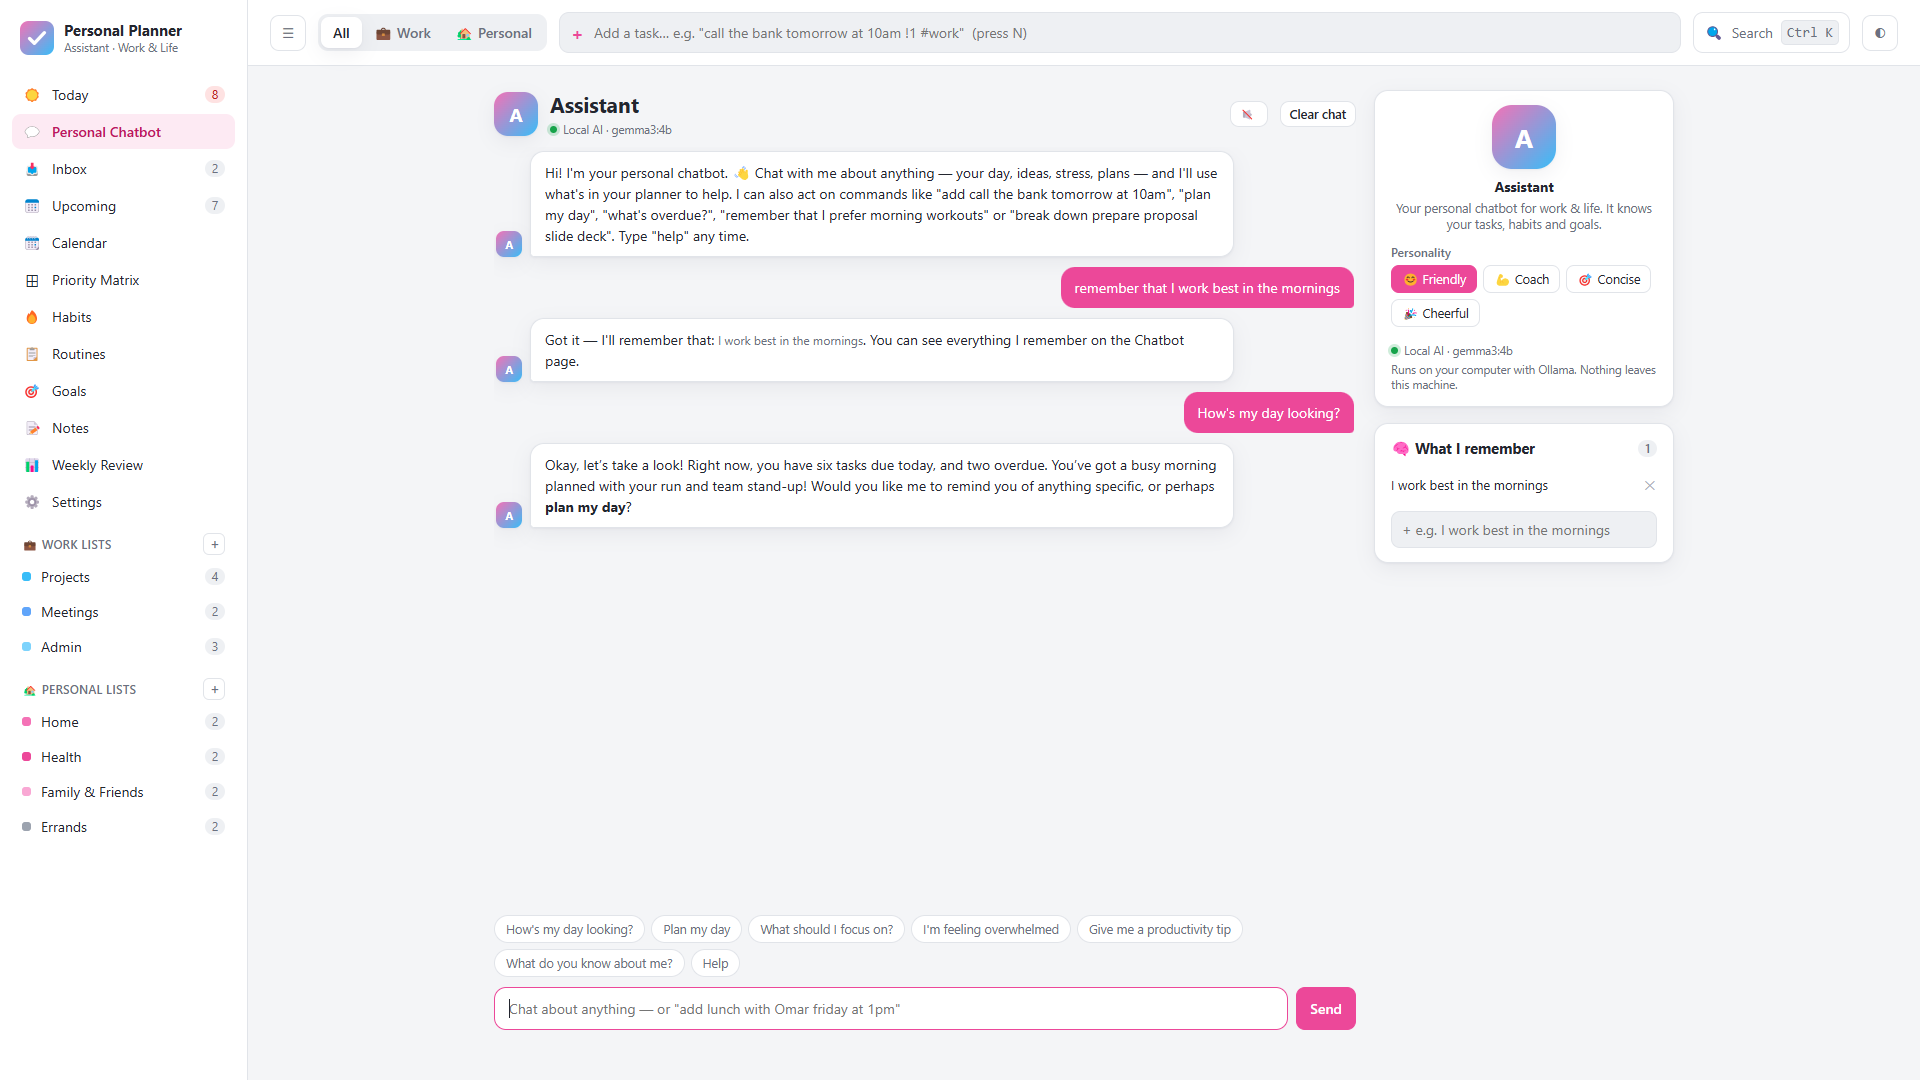 Personal Planner
Assistant · Work & Life
Today 8
Personal Chatbot
Inbox 2
Upcoming 7
Calendar
Priority Matrix
Habits
Routines
Goals
Notes
Weekly Review
Settings
WORK LISTS +
Projects 4
Meetings 2
Admin 3
PERSONAL LISTS +
Home 2
Health 2
Family & Friends 2
Errands 2
All Work Personal
+ Add a task... e.g. "call the bank tomorrow at 10am !1 #work" (press N)
Search Ctrl K
A
Assistant
Local AI · gemma3:4b
Clear chat
Hi! I'm your personal chatbot. 👋 Chat with me about anything — your day, ideas, stress, plans — and I'll use
what's in your planner to help. I can also act on commands like "add call the bank tomorrow at 10am", "plan
my day", "what's overdue?", "remember that I prefer morning workouts" or "break down prepare proposal
slide deck". Type "help" any time.
A
remember that I work best in the mornings
Got it — I'll remember that: I work best in the mornings. You can see everything I remember on the Chatbot
page.
A
How's my day looking?
Okay, let's take a look! Right now, you have six tasks due today, and two overdue. You've got a busy morning
planned with your run and team stand-up! Would you like me to remind you of anything specific, or perhaps
plan my day?
A
How's my day looking? Plan my day What should I focus on? I'm feeling overwhelmed Give me a productivity tip
What do you know about me? Help
Chat about anything — or "add lunch with Omar friday at 1pm"
Send
A
Assistant
Your personal chatbot for work & life. It knows
your tasks, habits and goals.
Personality
Friendly Coach Concise
Cheerful
Local AI · gemma3:4b
Runs on your computer with Ollama. Nothing leaves
this machine.
What I remember 1
I work best in the mornings
+ e.g. I work best in the mornings